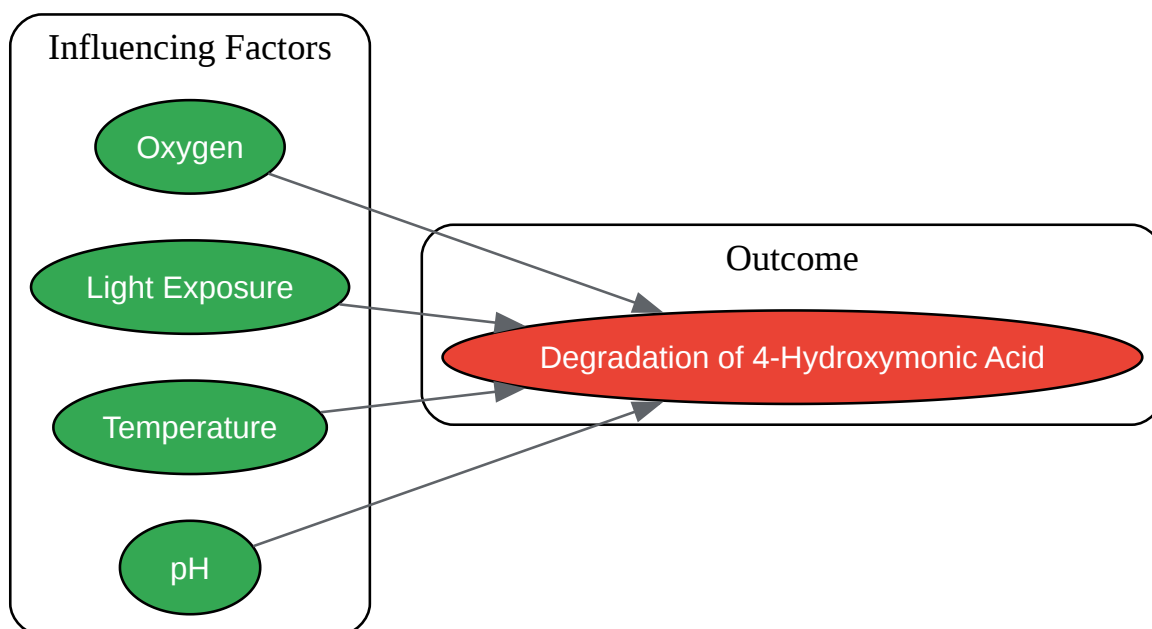 Influencing Factors
Oxygen
Light Exposure
Temperature
pH
Outcome
Degradation of 4-Hydroxymonic Acid